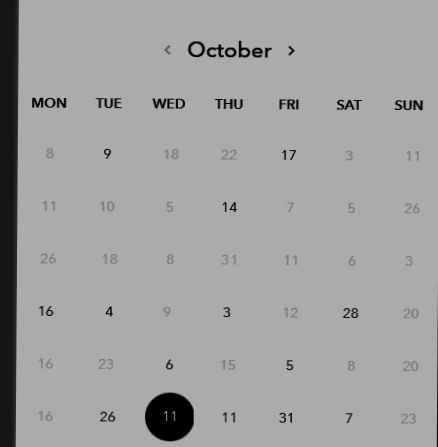 ‹ October ›
MON TUE WED THU FRI SAT SUN
8 9 18 22 17 3 11
11 10 5 14 7 5 26
26 18 8 31 11 6 3
16 4 9 3 12 28 20
16 23 6 15 5 8 20
16 26 11 11 31 7 23